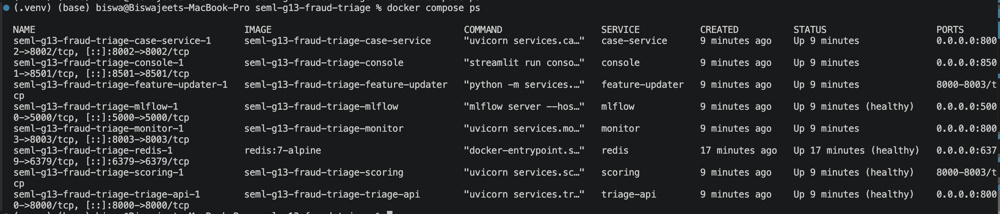 (.venv) (base) biswa@Biswajeets-MacBook-Pro seml-g13-fraud-triage % docker compose ps
NAME IMAGE COMMAND SERVICE CREATED STATUS PORTS
seml-g13-fraud-triage-case-service-1 seml-g13-fraud-triage-case-service "uvicorn services.ca…" case-service 9 minutes ago Up 9 minutes 0.0.0.0:800
2->8002/tcp, [::]:8002->8002/tcp
seml-g13-fraud-triage-console-1 seml-g13-fraud-triage-console "streamlit run conso…" console 9 minutes ago Up 9 minutes 0.0.0.0:850
1->8501/tcp, [::]:8501->8501/tcp
seml-g13-fraud-triage-feature-updater-1 seml-g13-fraud-triage-feature-updater "python -m services.…" feature-updater 9 minutes ago Up 9 minutes 8000-8003/t
cp
seml-g13-fraud-triage-mlflow-1 seml-g13-fraud-triage-mlflow "mlflow server --hos…" mlflow 9 minutes ago Up 9 minutes (healthy) 0.0.0.0:500
0->5000/tcp, [::]:5000->5000/tcp
seml-g13-fraud-triage-monitor-1 seml-g13-fraud-triage-monitor "uvicorn services.mo…" monitor 9 minutes ago Up 9 minutes 0.0.0.0:800
3->8003/tcp, [::]:8003->8003/tcp
seml-g13-fraud-triage-redis-1 redis:7-alpine "docker-entrypoint.s…" redis 17 minutes ago Up 17 minutes (healthy) 0.0.0.0:637
9->6379/tcp, [::]:6379->6379/tcp
seml-g13-fraud-triage-scoring-1 seml-g13-fraud-triage-scoring "uvicorn services.sc…" scoring 9 minutes ago Up 9 minutes (healthy) 8000-8003/t
cp
seml-g13-fraud-triage-triage-api-1 seml-g13-fraud-triage-triage-api "uvicorn services.tr…" triage-api 9 minutes ago Up 9 minutes (healthy) 0.0.0.0:800
0->8000/tcp, [::]:8000->8000/tcp